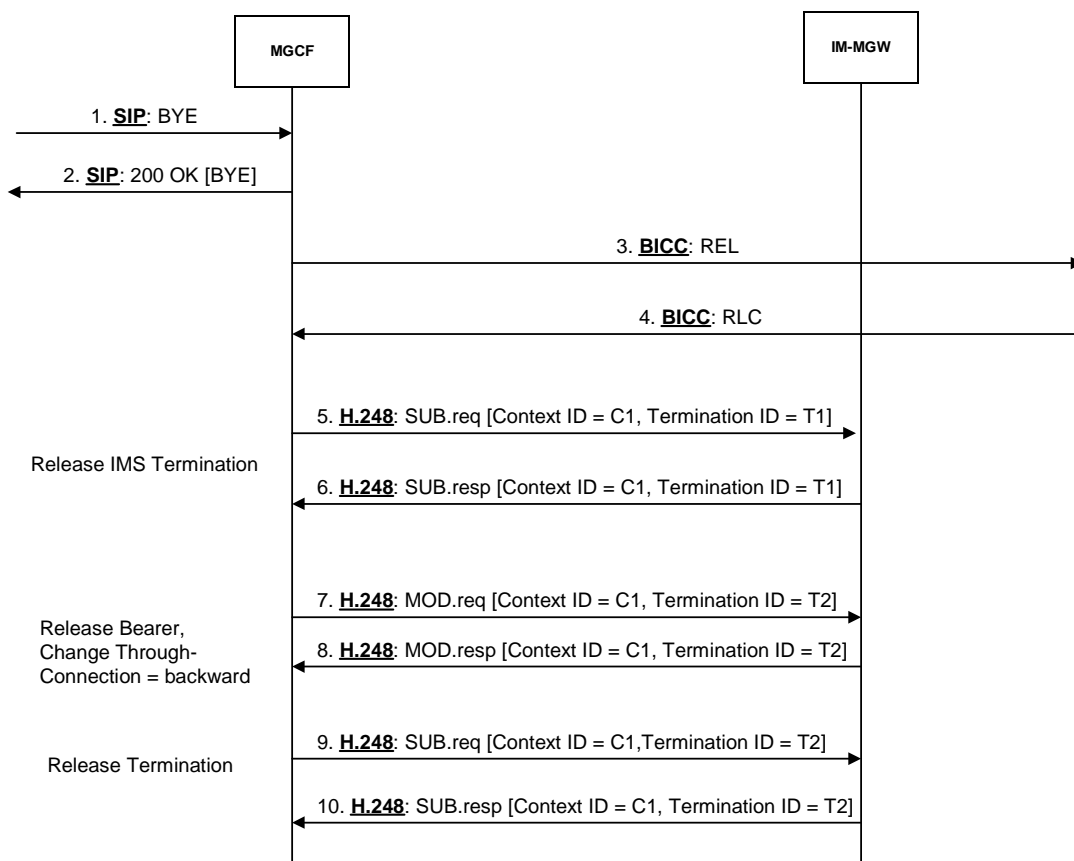 MGCF
IM-MGW
1. SIP: BYE
2. SIP: 200 OK [BYE]
3. BICC: REL
4. BICC: RLC
5. H.248: SUB.req [Context ID = C1, Termination ID = T1]
Release IMS Termination
6. H.248: SUB.resp [Context ID = C1, Termination ID = T1]
7. H.248: MOD.req [Context ID = C1, Termination ID = T2]
Release Bearer,
Change Through-
Connection = backward
8. H.248: MOD.resp [Context ID = C1, Termination ID = T2]
9. H.248: SUB.req [Context ID = C1,Termination ID = T2]
Release Termination
10. H.248: SUB.resp [Context ID = C1, Termination ID = T2]